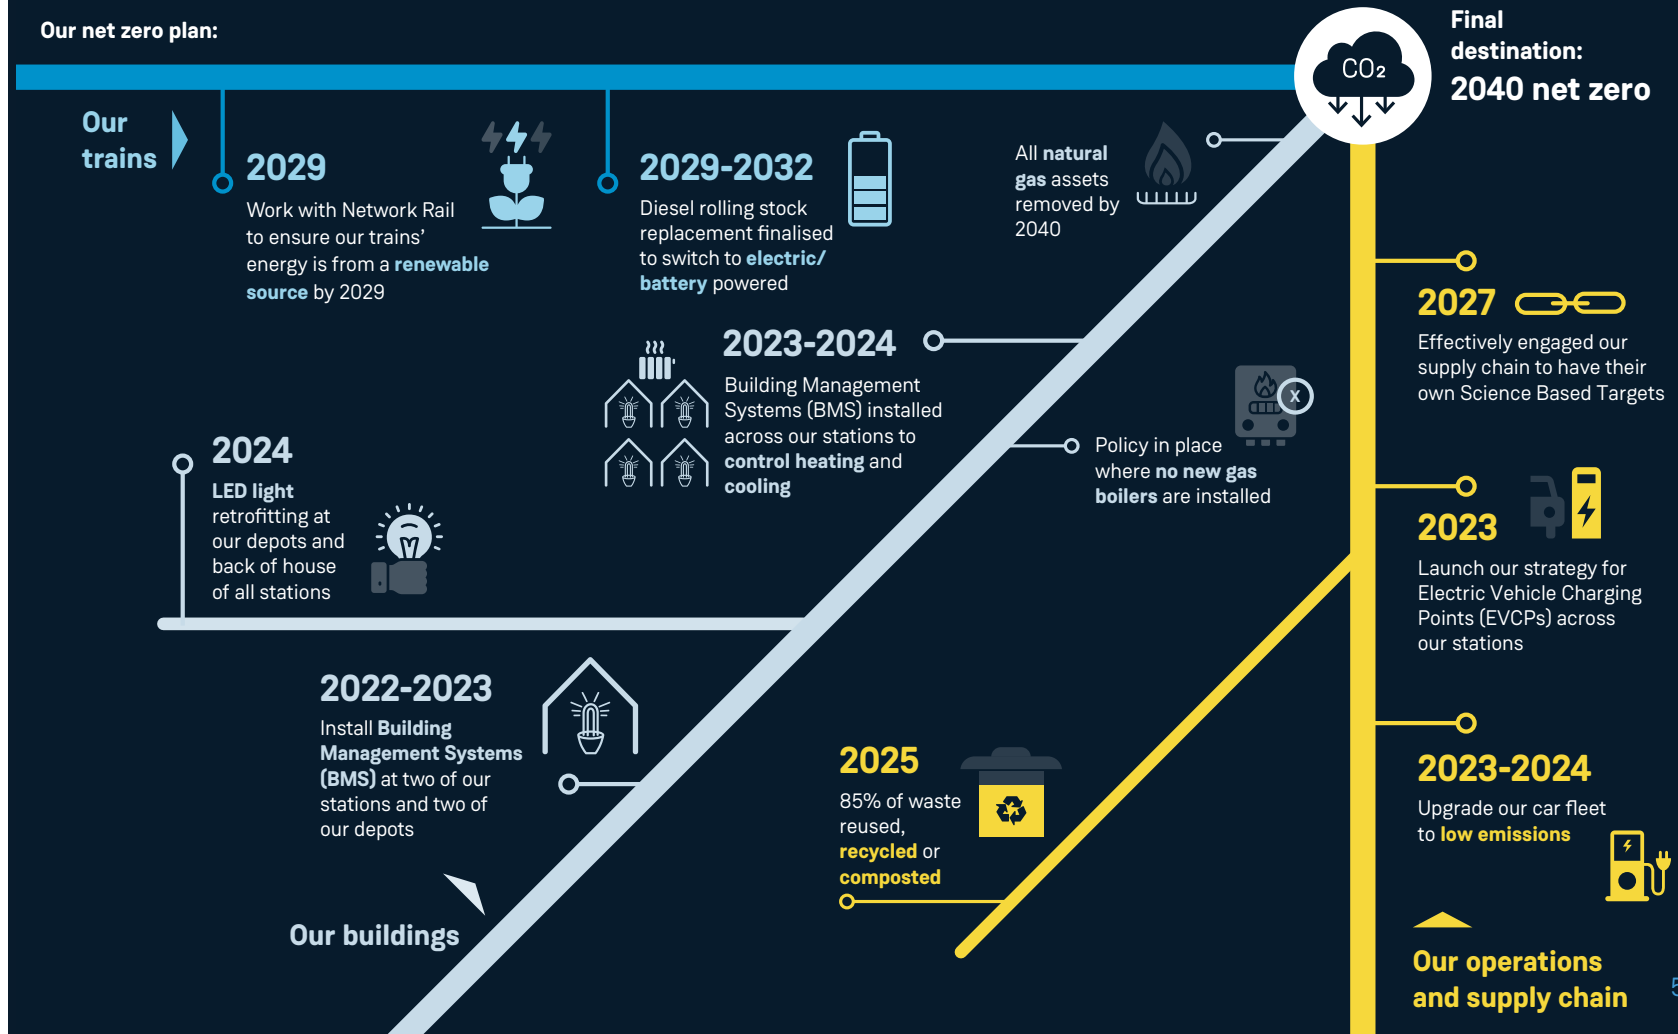 Our net zero plan:
Final
destination:
2040 net zero
CO₂
Our
trains
2029
Work with Network Rail
to ensure our trains'
energy is from a renewable
source by 2029
2029-2032
Diesel rolling stock
replacement finalised
to switch to electric/
battery powered
All natural
gas assets
removed by
2040
2027
Effectively engaged our
supply chain to have their
own Science Based Targets
2023-2024
Building Management
Systems (BMS) installed
across our stations to
control heating and
cooling
X
Policy in place
where no new gas
boilers are installed
2024
LED light
retrofitting at
our depots and
back of house
of all stations
2023
Launch our strategy for
Electric Vehicle Charging
Points (EVCPs) across
our stations
2022-2023
Install Building
Management Systems
(BMS) at two of our
stations and two of
our depots
2025
85% of waste
reused,
recycled or
composted
2023-2024
Upgrade our car fleet
to low emissions
Our buildings
Our operations
and supply chain
5